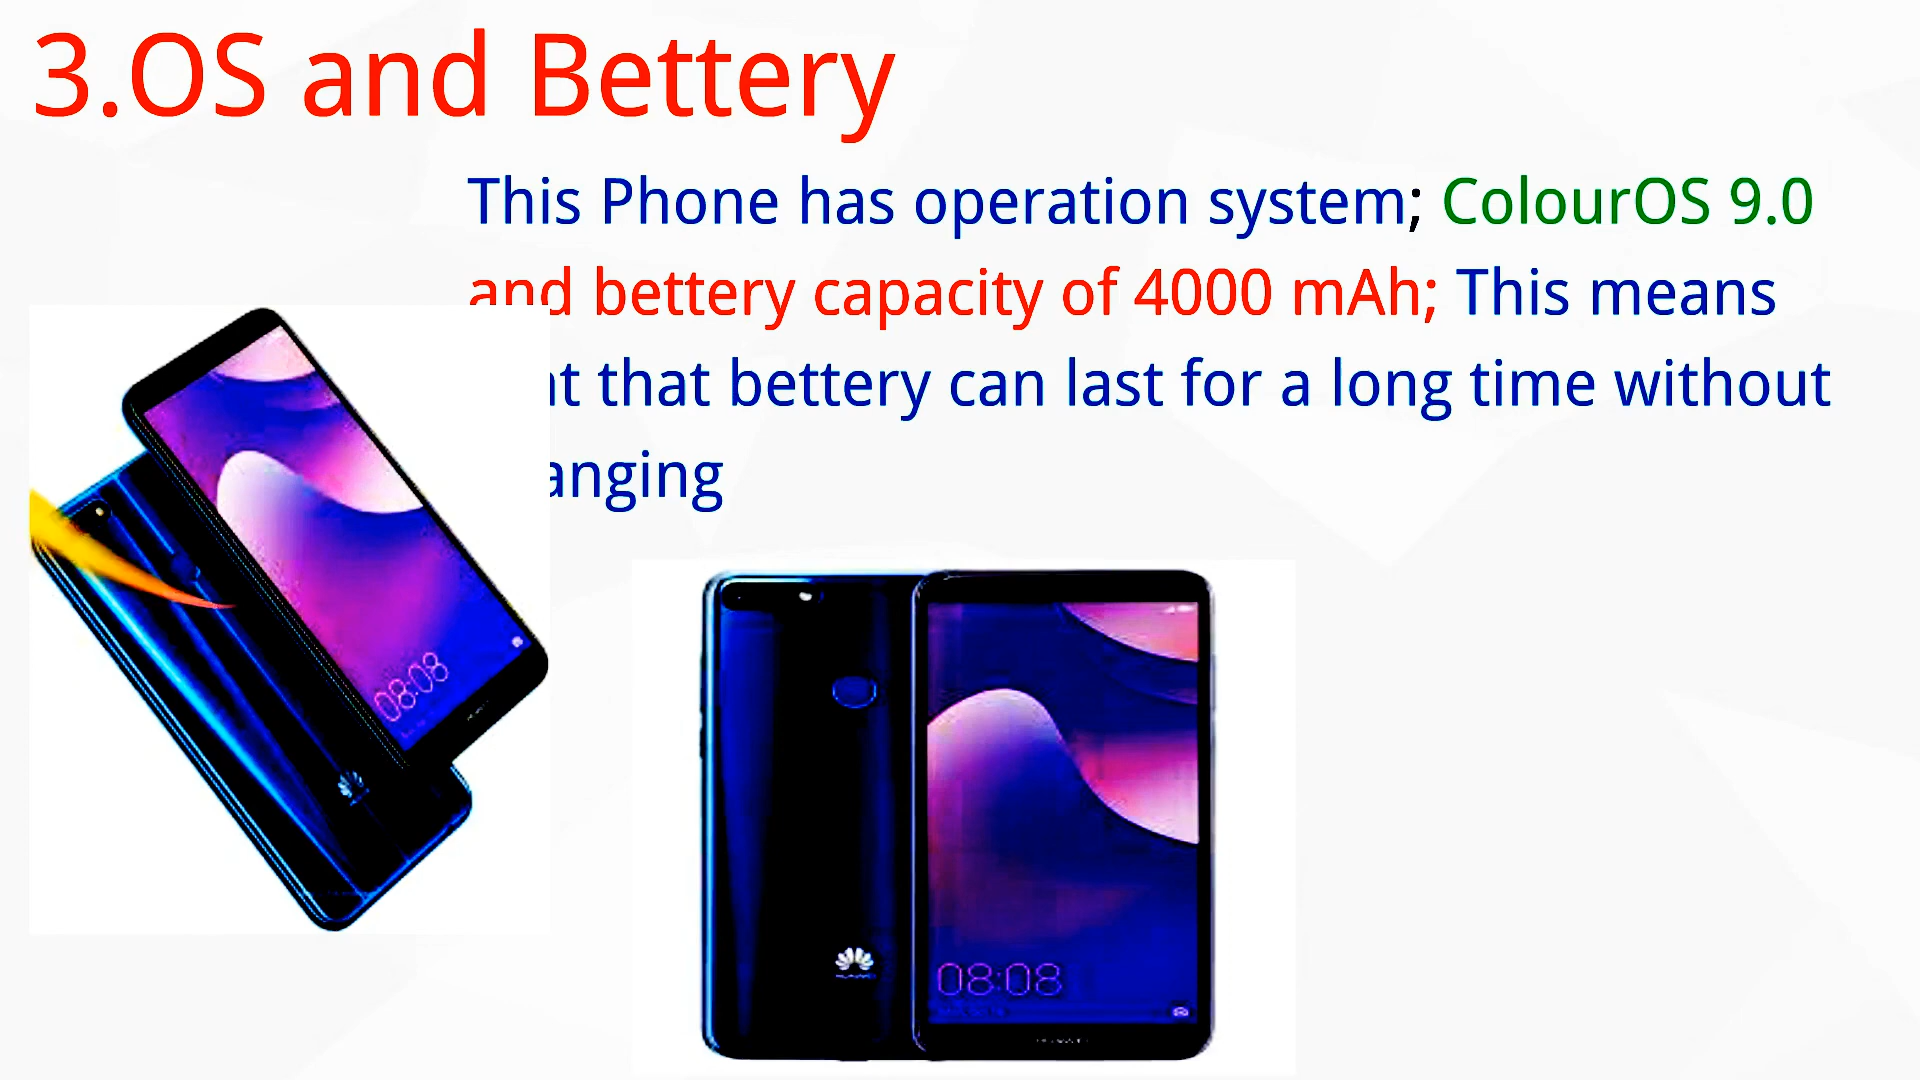 3.OS and Bettery
This Phone has operation system; ColourOS 9.0
and bettery capacity of 4000 mAh; This means
that bettery can last for a long time without
08:08
08:08